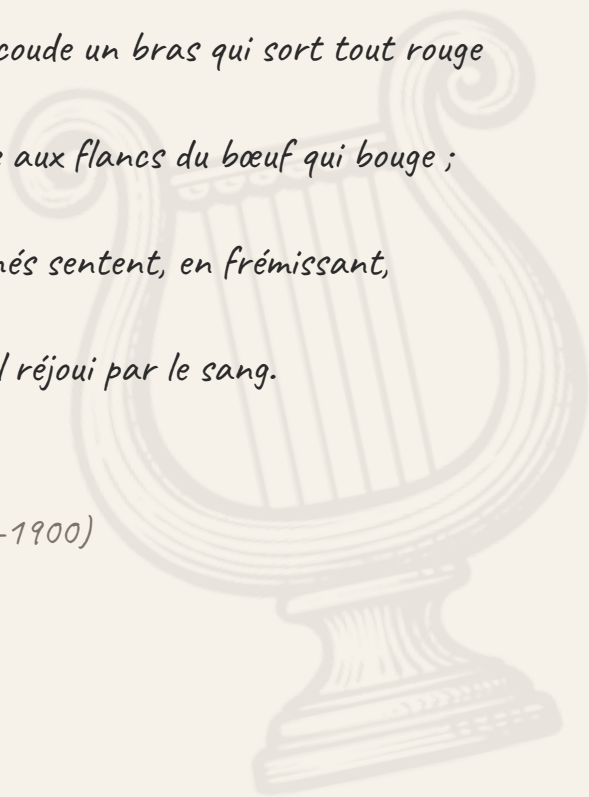 coude un bras qui sort tout rouge
aux flancs du bœuf qui bouge ;
sentent, en frémissant,
réjoui par le sang.
-1900)